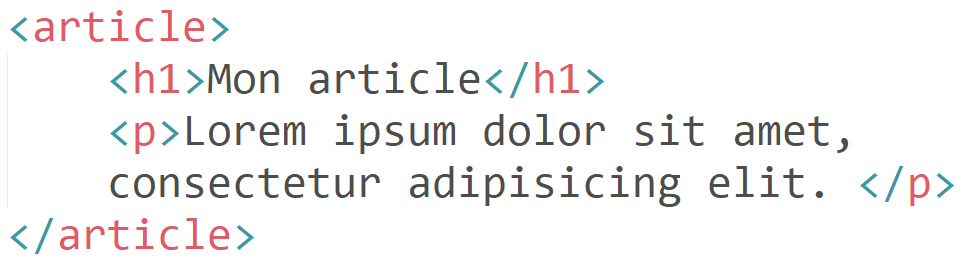 <article>
    <h1>Mon article</h1>
    <p>Lorem ipsum dolor sit amet,
    consectetur adipisicing elit. </p>
</article>